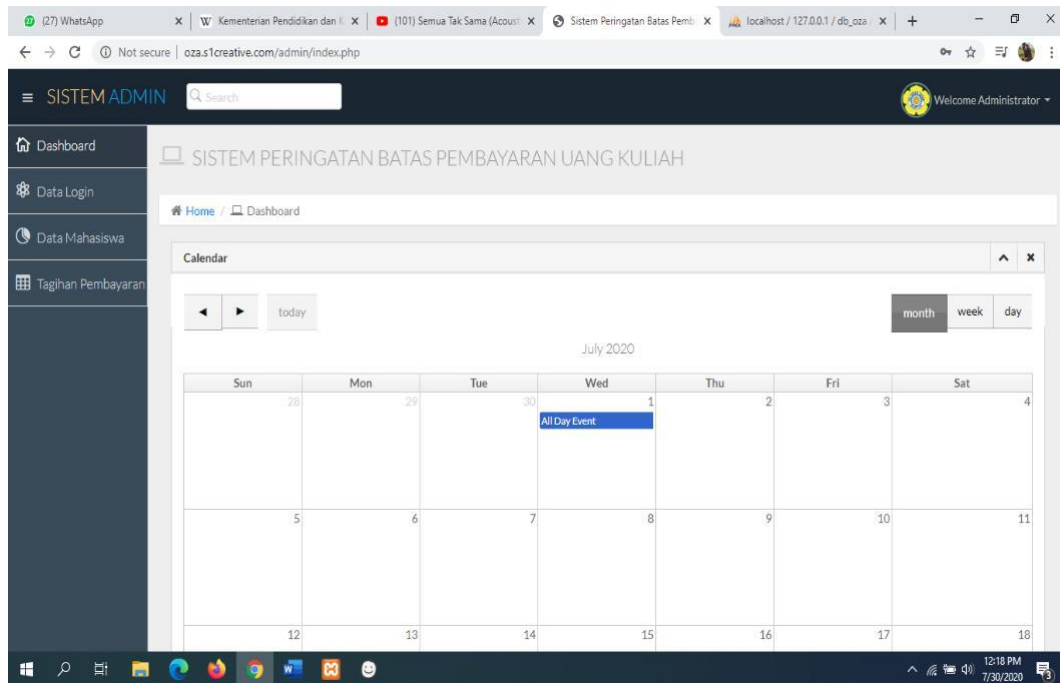 (27) WhatsApp
Kementerian Pendidikan dan K
(101) Semua Tak Sama (Acoust
Sistem Peringatan Batas Pemb
localhost / 127.0.0.1 / db_oza
Not secure | oza.s1creative.com/admin/index.php
SISTEM ADMIN
Search
Welcome Administrator
Dashboard
Data Login
Data Mahasiswa
Tagihan Pembayaran
SISTEM PERINGATAN BATAS PEMBAYARAN UANG KULIAH
Home / Dashboard
Calendar
today
month week day
July 2020
Sun Mon Tue Wed Thu Fri Sat
28 29 30 1 2 3 4
All Day Event
5 6 7 8 9 10 11
12 13 14 15 16 17 18
12:18 PM
7/30/2020